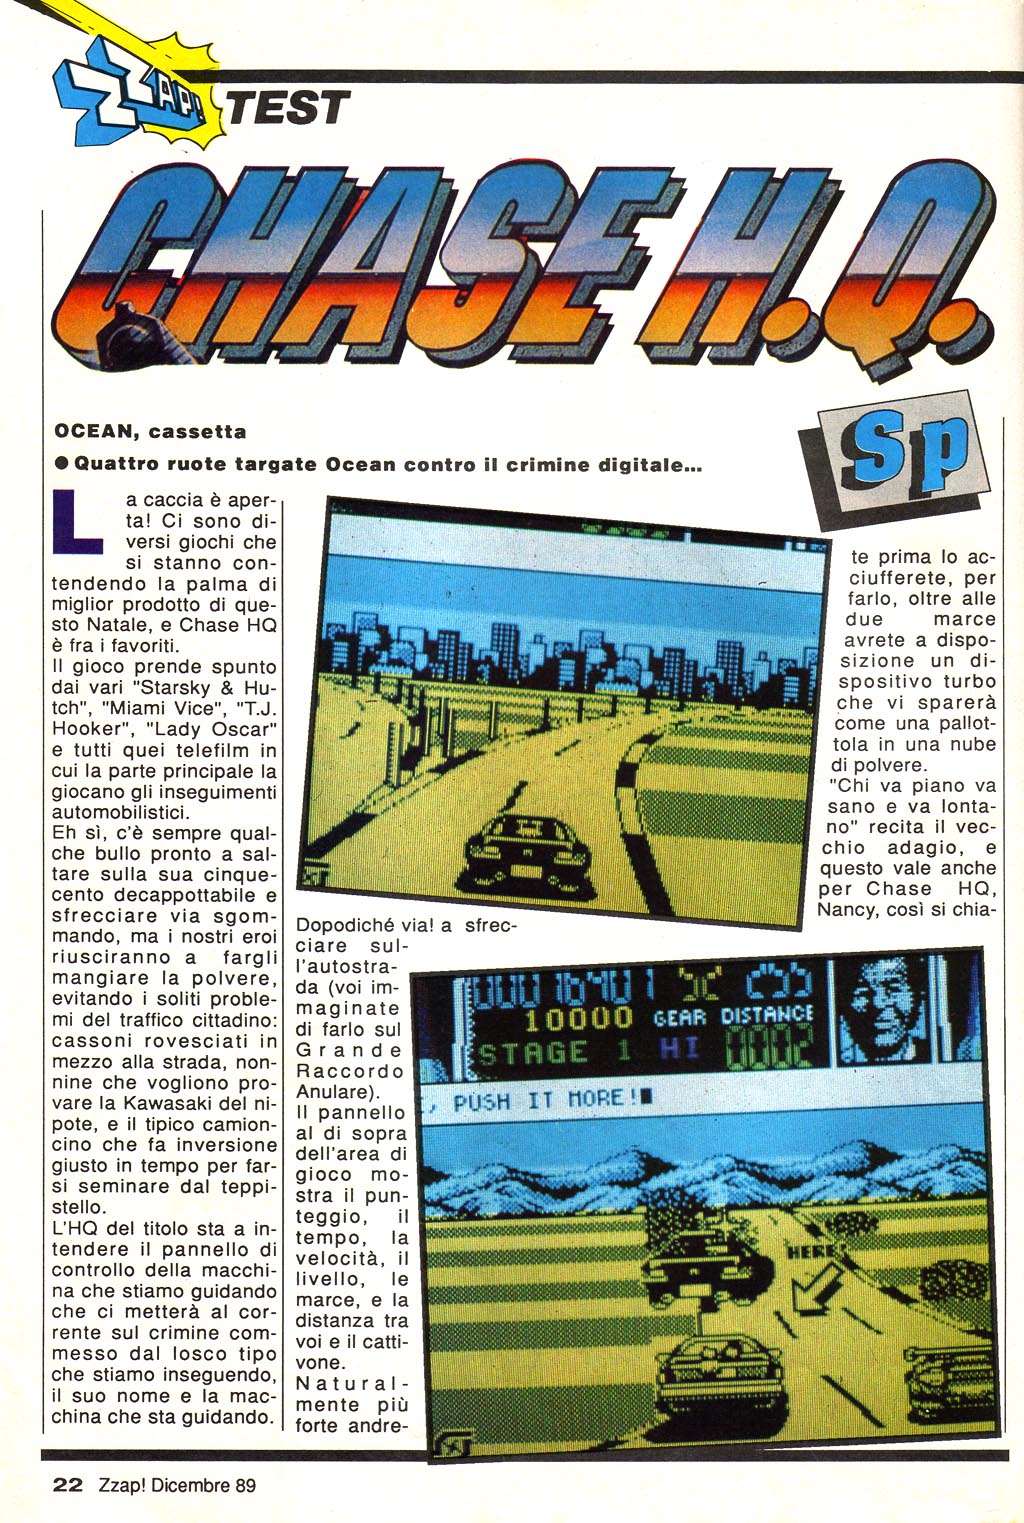 ZZAP!
TEST
CHASE H.Q.
Sp
OCEAN, cassetta
● Quattro ruote targate Ocean contro il crimine digitale...
La caccia è aper-
ta! Ci sono di-
versi giochi che
si stanno con-
tendendo la palma di
miglior prodotto di que-
sto Natale, e Chase HQ
è fra i favoriti.
Il gioco prende spunto
dai vari "Starsky & Hu-
tch", "Miami Vice", "T.J.
Hooker", "Lady Oscar"
e tutti quei telefilm in
cui la parte principale la
giocano gli inseguimenti
automobilistici.
Eh sì, c'è sempre qual-
che bullo pronto a sal-
tare sulla sua cinque-
cento decappottabile e
sfrecciare via sgom-
mando, ma i nostri eroi
riusciranno a fargli
mangiare la polvere,
evitando i soliti proble-
mi del traffico cittadino:
cassoni rovesciati in
mezzo alla strada, non-
nine che vogliono pro-
vare la Kawasaki del ni-
pote, e il tipico camion-
cino che fa inversione
giusto in tempo per far-
si seminare dal teppi-
stello.
L'HQ del titolo sta a in-
tendere il pannello di
controllo della macchi-
na che stiamo guidando
che ci metterà al cor-
rente sul crimine com-
messo dal losco tipo
che stiamo inseguendo,
il suo nome e la mac-
china che sta guidando.
Dopodiché via! a sfrec-
ciare sul-
l'autostra-
da (voi im-
maginate
di farlo sul
Grande
Raccordo
Anulare).
Il pannello
al di sopra
dell'area di
gioco mo-
stra il pun-
teggio, il
tempo, la
velocità, il
livello, le
marce, e la
distanza tra
voi e il catti-
vone.
Natural-
mente più
forte andre-
te prima lo ac-
ciufferete, per
farlo, oltre alle
due marce
avrete a dispo-
sizione un di-
spositivo turbo
che vi sparerà
come una pallot-
tola in una nube
di polvere.
"Chi va piano va
sano e va lonta-
no" recita il vec-
chio adagio, e
questo vale anche
per Chase HQ,
Nancy, così si chia-
0016401
10000 GEAR DISTANCE
STAGE 1 HI 0002
, PUSH IT MORE!
HERE!
22 Zzap! Dicembre 89